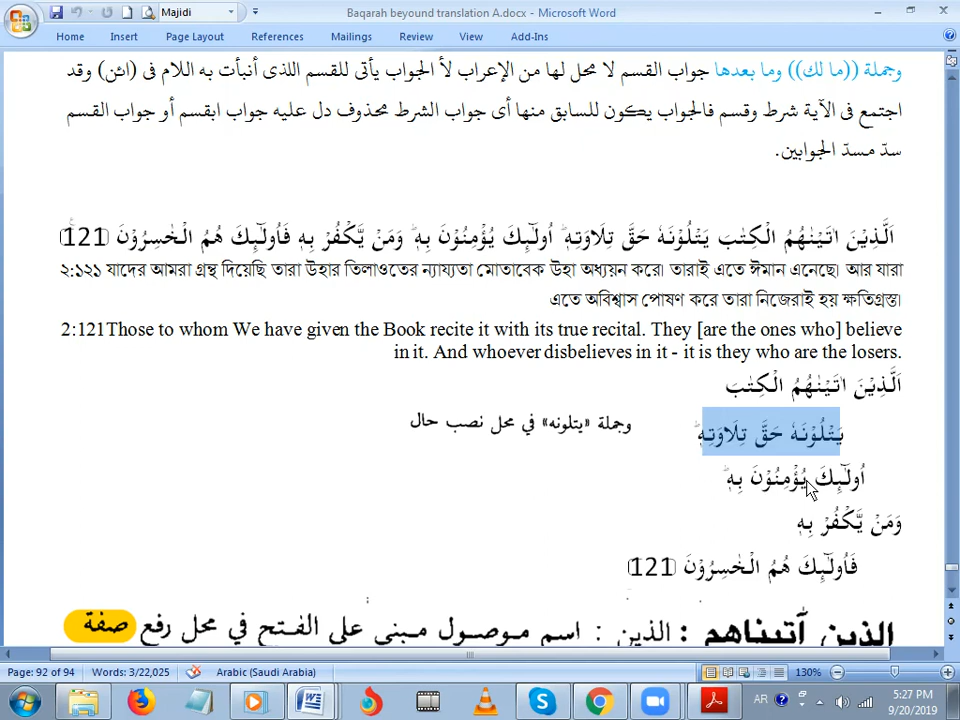 Baqarah beyound translation A.docx - Microsoft Word
Majidi
Home Insert Page Layout References Mailings Review View Add-Ins
وجملة ((ما لك)) وما بعدها جواب القسم لا محل لها من الإعراب لأ الجواب يأتى للقسم اللذى أنبأت به اللام فى (ائن) وقد
اجتمع فى الآية شرط وقسم فالجواب يكون للسابق منها أى جواب الشرط محذوف دل عليه جواب ابقسم أو جواب القسم
سدّ مسدّ الجوابين.
اَلَّذِيْنَ اٰتَيْنٰهُمُ الْكِتٰبَ يَتْلُوْنَهٗ حَقَّ تِلَاوَتِهٖ ؕ اُولٰٓئِكَ يُؤْمِنُوْنَ بِهٖ ؕ وَمَنْ يَّكْفُرْ بِهٖ فَاُولٰٓئِكَ هُمُ الْخٰسِرُوْنَ ﴿121﴾
২:১২১ যাদের আমরা গ্রন্থ দিয়েছি তারা উহার তিলাওতের ন্যায্যতা মোতাবেক উহা অধ্যয়ন করে। তারাই এতে ঈমান এনেছে। আর যারা
এতে অবিশ্বাস পোষণ করে তারা নিজেরাই হয় ক্ষতিগ্রস্ত।
2:121Those to whom We have given the Book recite it with its true recital. They [are the ones who] believe
in it. And whoever disbelieves in it - it is they who are the losers.
اَلَّذِيْنَ اٰتَيْنٰهُمُ الْكِتٰبَ
يَتْلُوْنَهٗ حَقَّ تِلَاوَتِهٖ ؕ
وجملة «يتلونه» في محل نصب حال
اُولٰٓئِكَ يُؤْمِنُوْنَ بِهٖ ؕ
وَمَنْ يَّكْفُرْ بِهٖ
فَاُولٰٓئِكَ هُمُ الْخٰسِرُوْنَ ﴿121﴾
الذين آتيناهم : الذين : اسم موصول مبني على الفتح في محل رفع صفة
Page: 92 of 94 Words: 3/22,025 Arabic (Saudi Arabia) 130%
AR 5:27 PM
9/20/2019